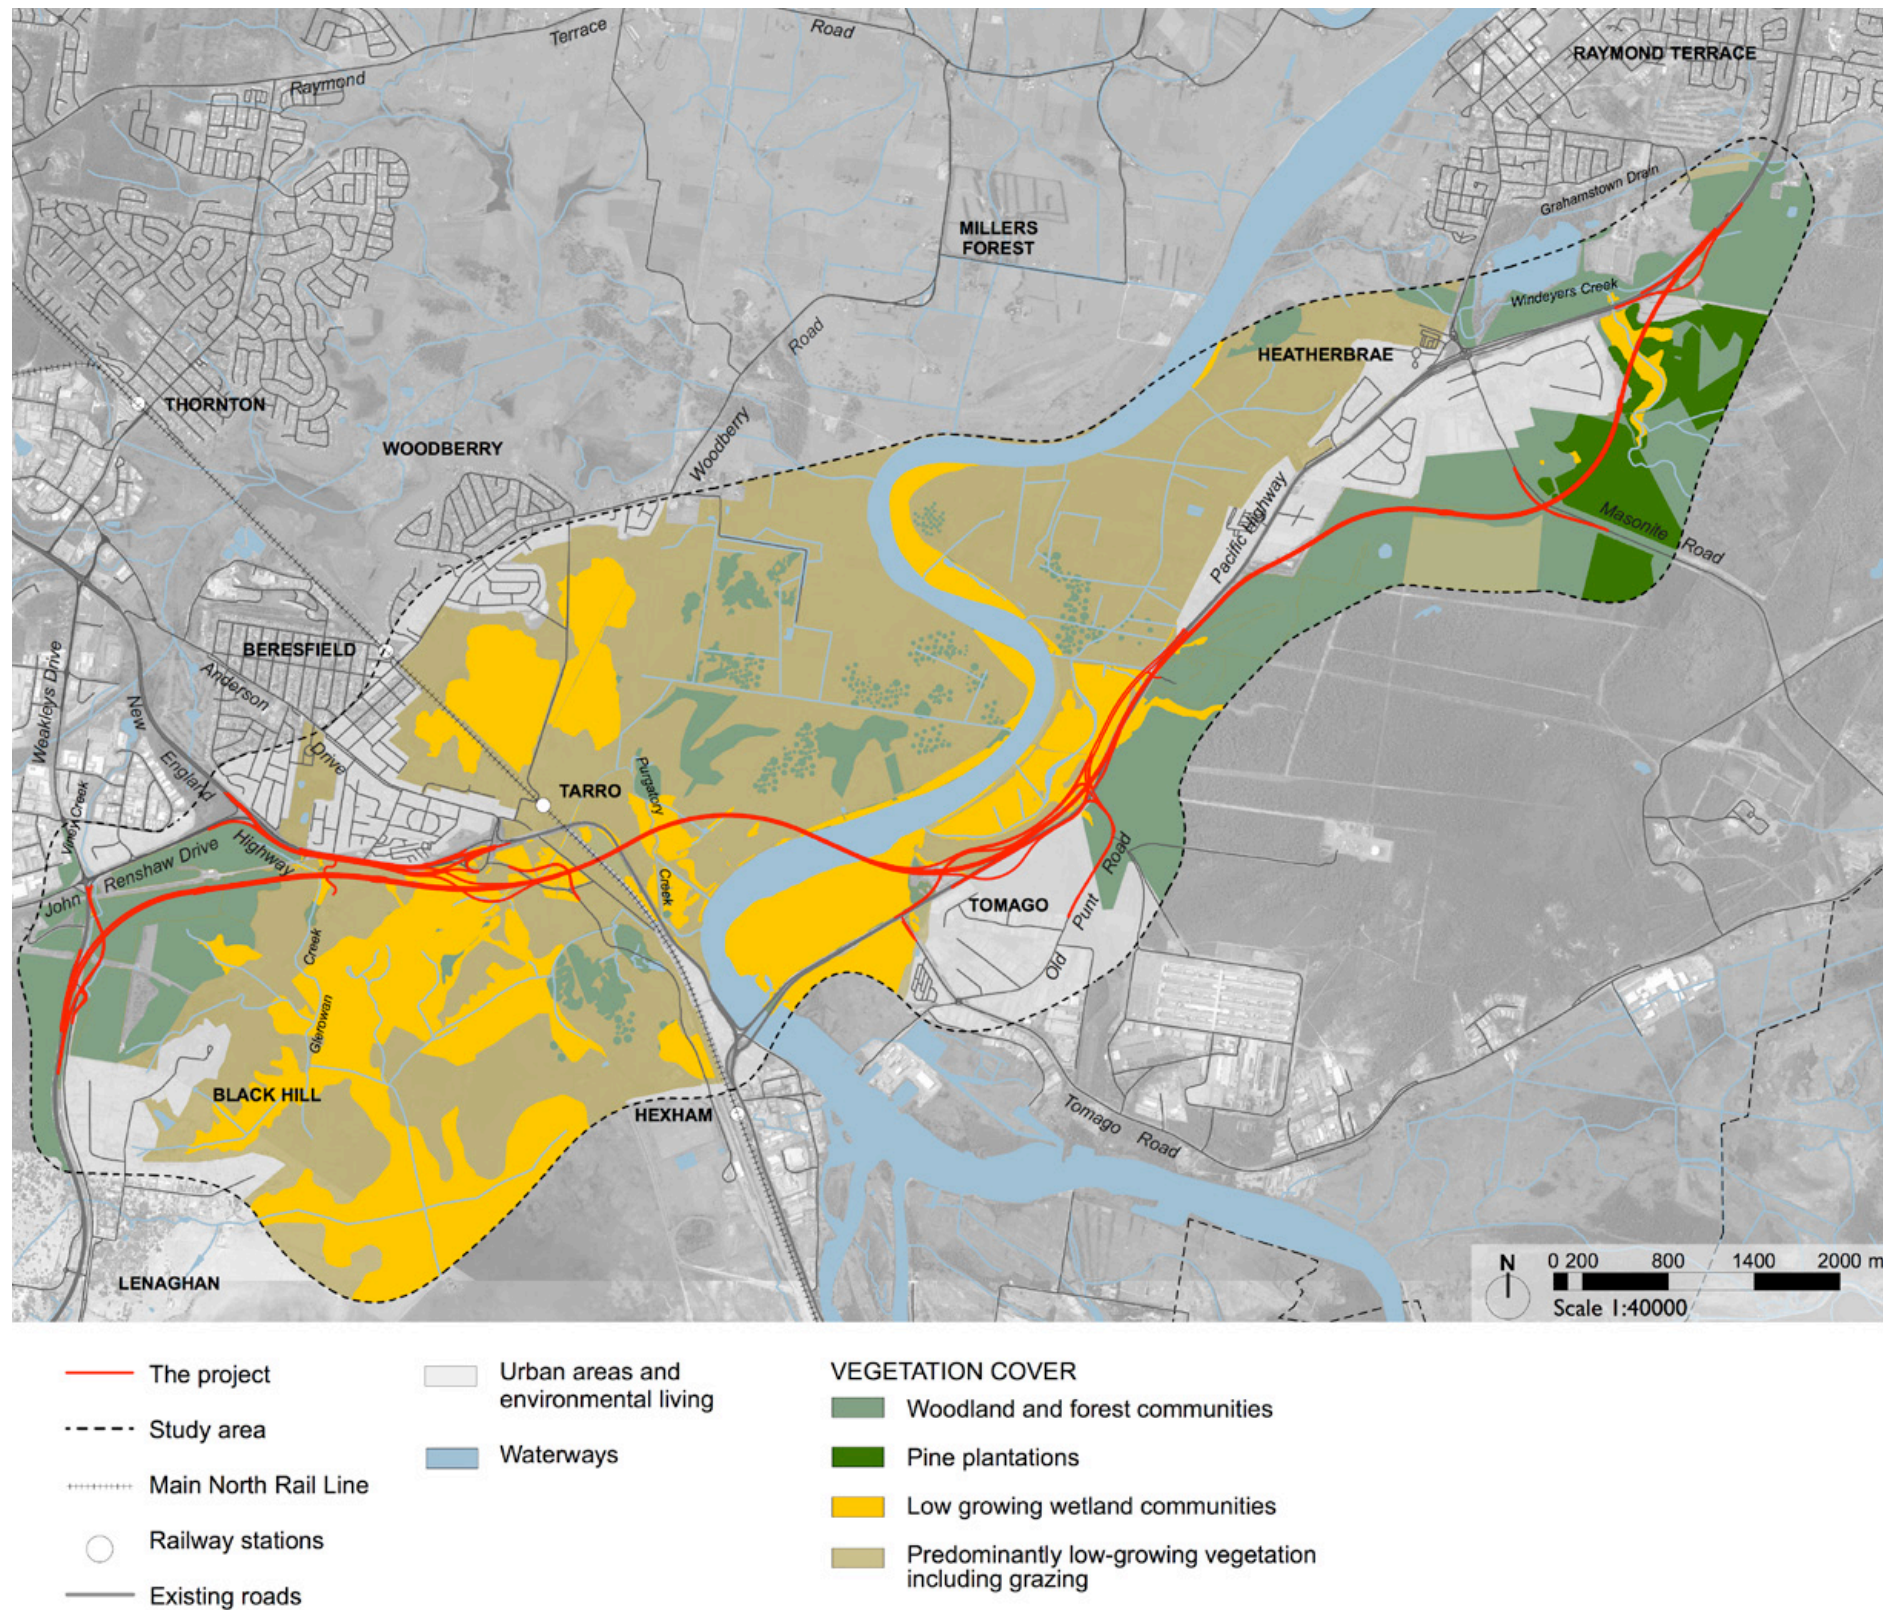 Terrace
Road
RAYMOND TERRACE
Raymond
Grahamstown Drain
MILLERS
FOREST
Windeyers Creek
Road
HEATHERBRAE
THORNTON
WOODBERRY
Woodberry
Pacific Highway
Masonite
Road
BERESFIELD
Anderson
Weakleys Drive
New
England
Drive
Purgatory
TARRO
Viney Creek
Highway
Renshaw Drive
John
Creek
Road
TOMAGO
Punt
Old
Creek
Glerowan
BLACK HILL
HEXHAM
Tomago
Road
LENAGHAN
N
0 200 800 1400 2000 m
Scale 1:40000
The project
Study area
Main North Rail Line
Railway stations
Existing roads
Urban areas and
environmental living
Waterways
VEGETATION COVER
Woodland and forest communities
Pine plantations
Low growing wetland communities
Predominantly low-growing vegetation
including grazing